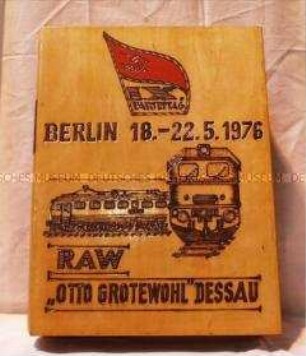 IX.
PARTEITAG
BERLIN 18.-22.5.1976
RAW
„OTTO GROTEWOHL" DESSAU